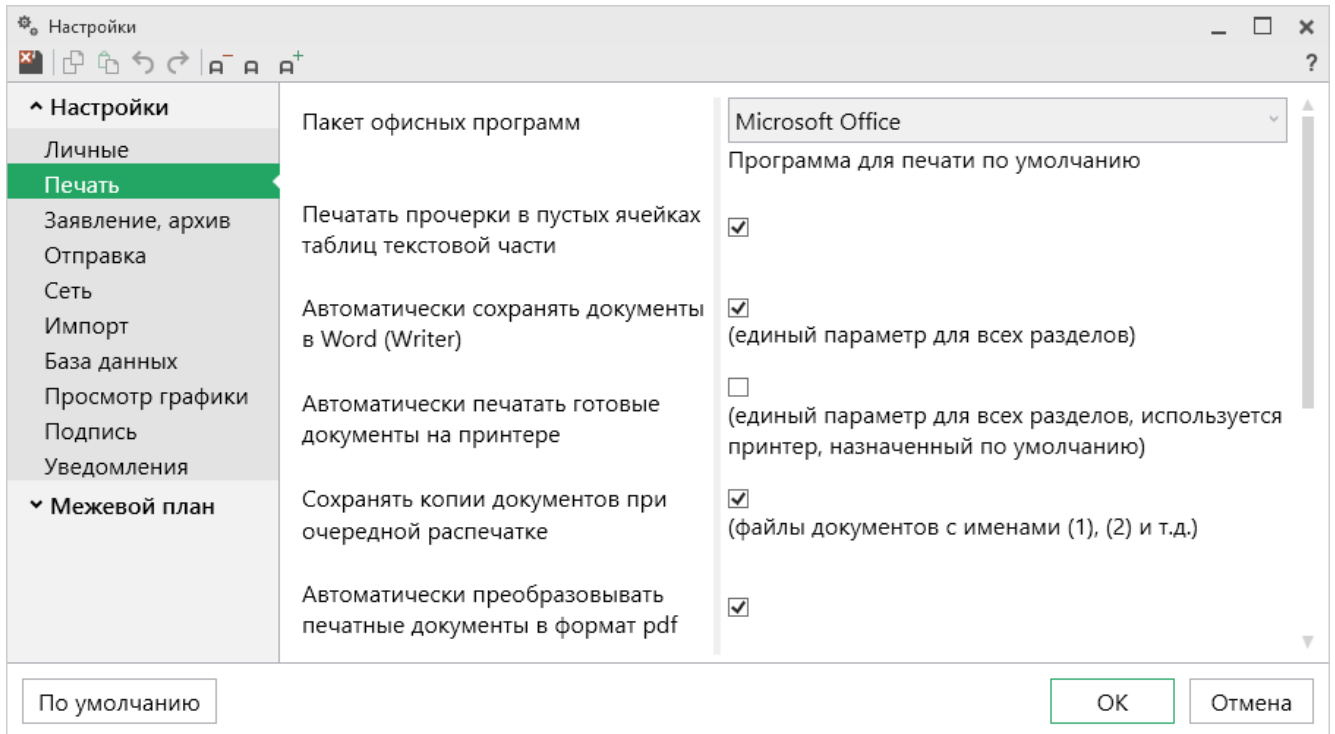 Настройки
A− A A+
?
Настройки
Личные
Печать
Заявление, архив
Отправка
Сеть
Импорт
База данных
Просмотр графики
Подпись
Уведомления
Межевой план
Пакет офисных программ
Microsoft Office
Программа для печати по умолчанию
Печатать прочерки в пустых ячейках
таблиц текстовой части
Автоматически сохранять документы
в Word (Writer)
(единый параметр для всех разделов)
Автоматически печатать готовые
документы на принтере
(единый параметр для всех разделов, используется
принтер, назначенный по умолчанию)
Сохранять копии документов при
очередной распечатке
(файлы документов с именами (1), (2) и т.д.)
Автоматически преобразовывать
печатные документы в формат pdf
По умолчанию
ОК
Отмена